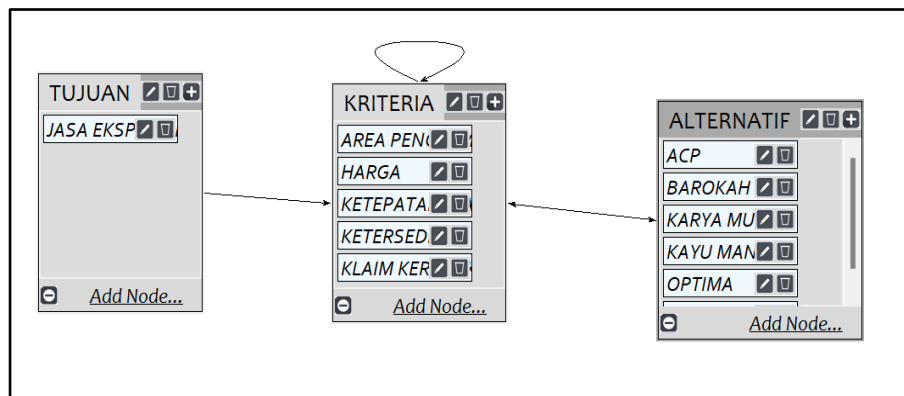 TUJUAN
JASA EKSP
Add Node...
KRITERIA
AREA PEN
HARGA
KETEPATA
KETERSED
KLAIM KER
Add Node...
ALTERNATIF
ACP
BAROKAH
KARYA MU
KAYU MAN
OPTIMA
Add Node...